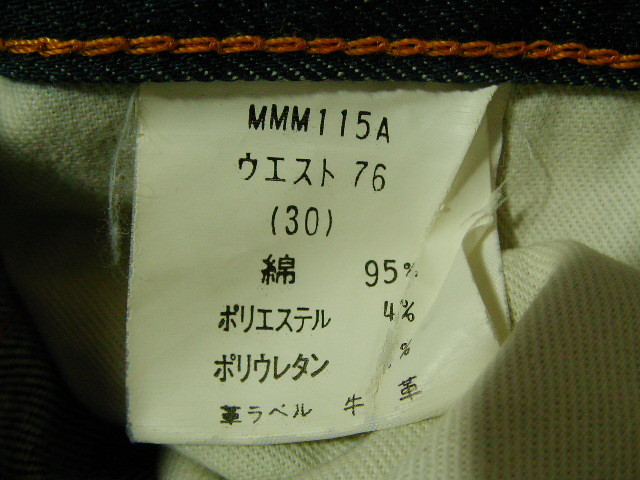 MMM115A
ウエスト 76
(30)
綿 95%
ポリエステル 4%
ポリウレタン %
革ラベル 牛 革